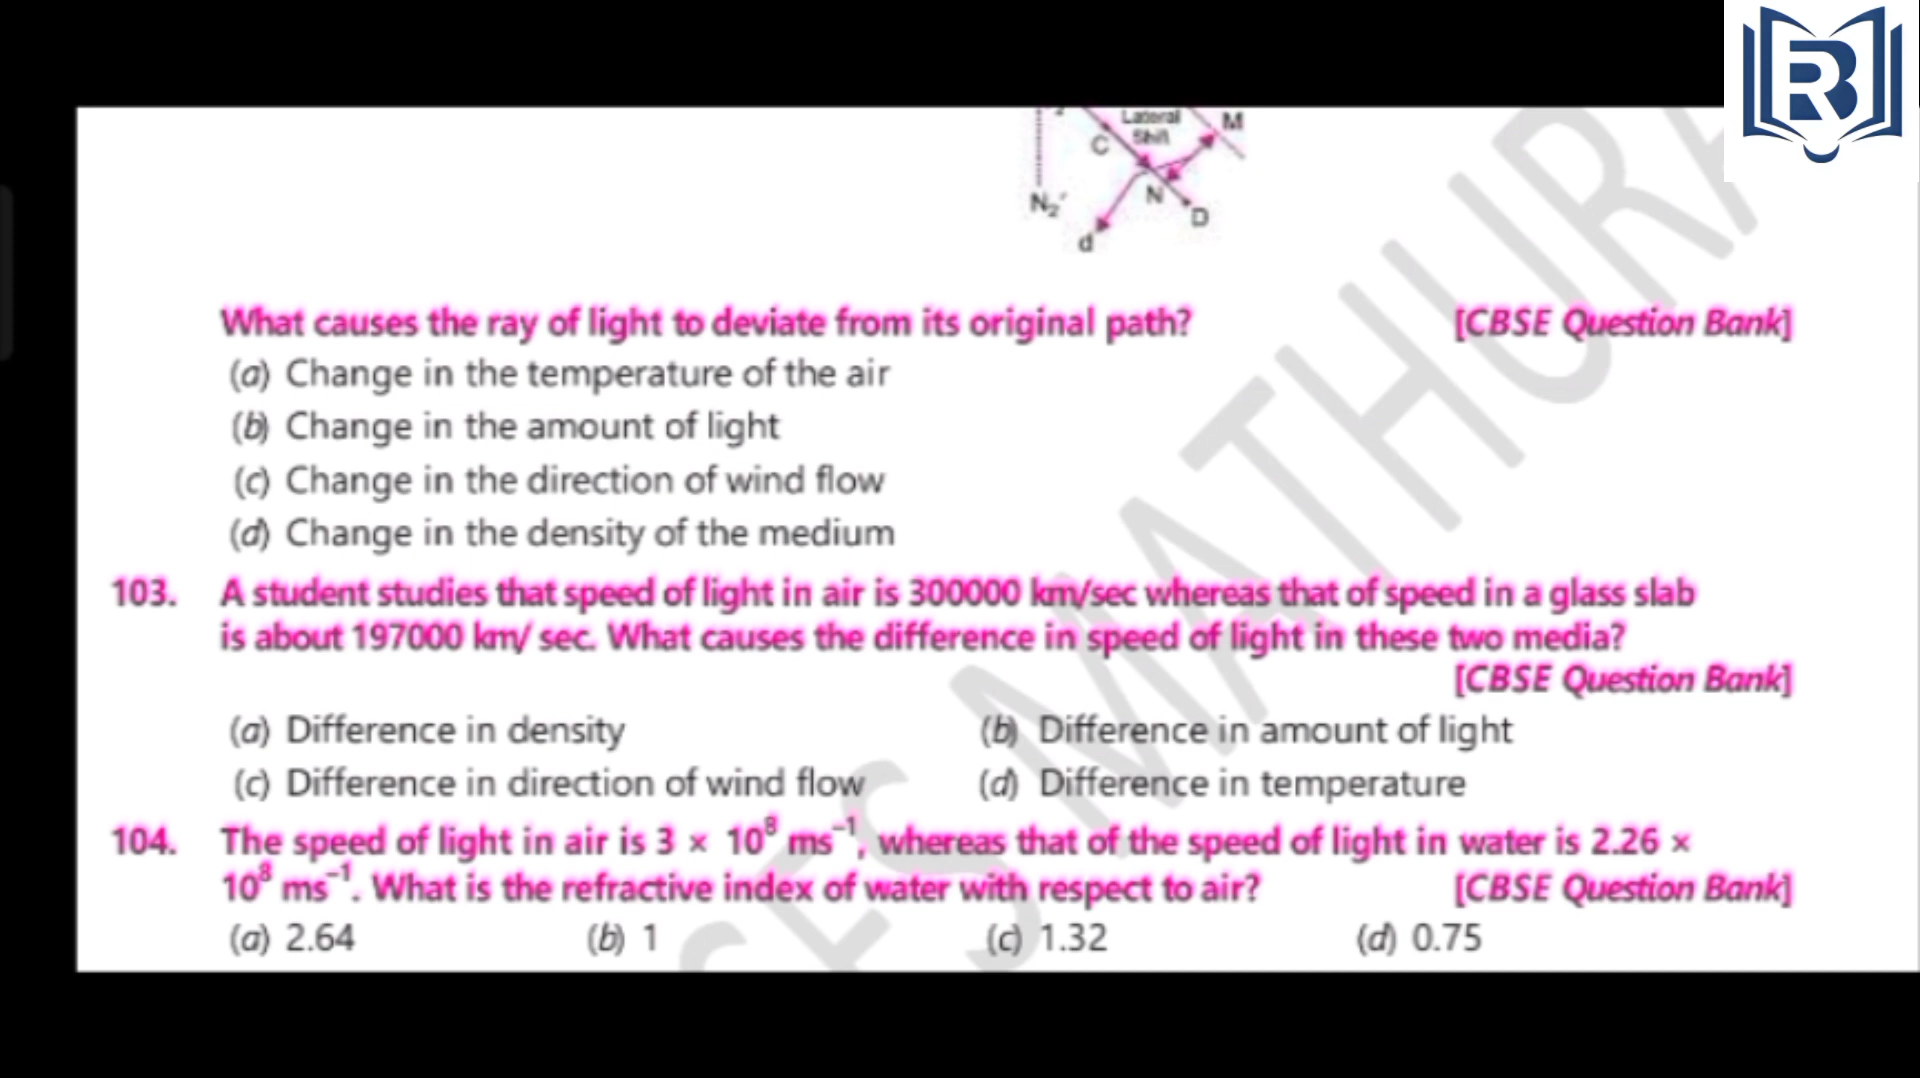 Lateral
Shift
M
C
N₂′
N
D
d
What causes the ray of light to deviate from its original path? [CBSE Question Bank]
(a) Change in the temperature of the air
(b) Change in the amount of light
(c) Change in the direction of wind flow
(d) Change in the density of the medium
103. A student studies that speed of light in air is 300000 km/sec whereas that of speed in a glass slab
is about 197000 km/ sec. What causes the difference in speed of light in these two media?
[CBSE Question Bank]
(a) Difference in density (b) Difference in amount of light
(c) Difference in direction of wind flow (d) Difference in temperature
104. The speed of light in air is 3 × 10⁸ ms⁻¹, whereas that of the speed of light in water is 2.26 ×
10⁸ ms⁻¹. What is the refractive index of water with respect to air? [CBSE Question Bank]
(a) 2.64 (b) 1 (c) 1.32 (d) 0.75
ES MATHURA
RB